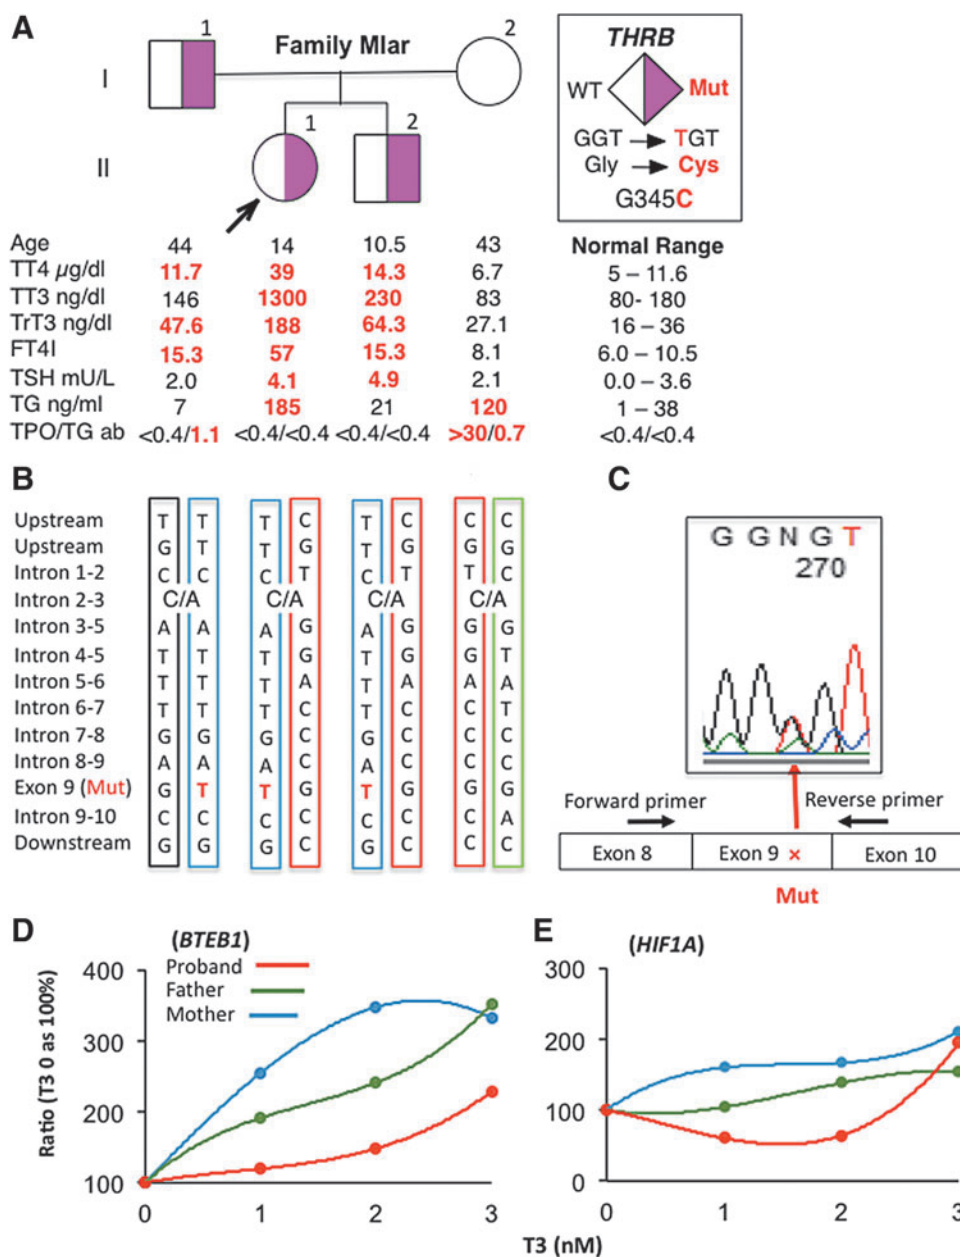 A
1
Family Mlar
2
I
1
2
II
THRB
WT
Mut
GGT
TGT
Gly
Cys
G345C
Age 44 14 10.5 43 Normal Range
TT4 µg/dl 11.7 39 14.3 6.7 5 – 11.6
TT3 ng/dl 146 1300 230 83 80- 180
TrT3 ng/dl 47.6 188 64.3 27.1 16 – 36
FT4I 15.3 57 15.3 8.1 6.0 – 10.5
TSH mU/L 2.0 4.1 4.9 2.1 0.0 – 3.6
TG ng/ml 7 185 21 120 1 – 38
TPO/TG ab <0.4/1.1 <0.4/<0.4 <0.4/<0.4 >30/0.7 <0.4/<0.4
B
Upstream T T T C T C C C
Upstream G T T G T G G G
Intron 1-2 C C C T C T T C
Intron 2-3 C/A C/A C/A C/A
Intron 3-5 A A A G A G G G
Intron 4-5 T T T G T G G T
Intron 5-6 T T T A T A A A
Intron 6-7 T T T C T C C T
Intron 7-8 G G G C G C C C
Intron 8-9 A A A C A C C C
Exon 9 (Mut) G T T G T G G G
Intron 9-10 C C C C C C C A
Downstream G G G C G C C C
C
G G N G T
270
Forward primer
Reverse primer
Exon 8
Exon 9 ×
Exon 10
Mut
D
(BTEB1)
Proband
Father
Mother
Ratio (T3 0 as 100%)
400
300
200
100
0 1 2 3
E
(HIF1A)
300
200
100
0
0 1 2 3
T3 (nM)